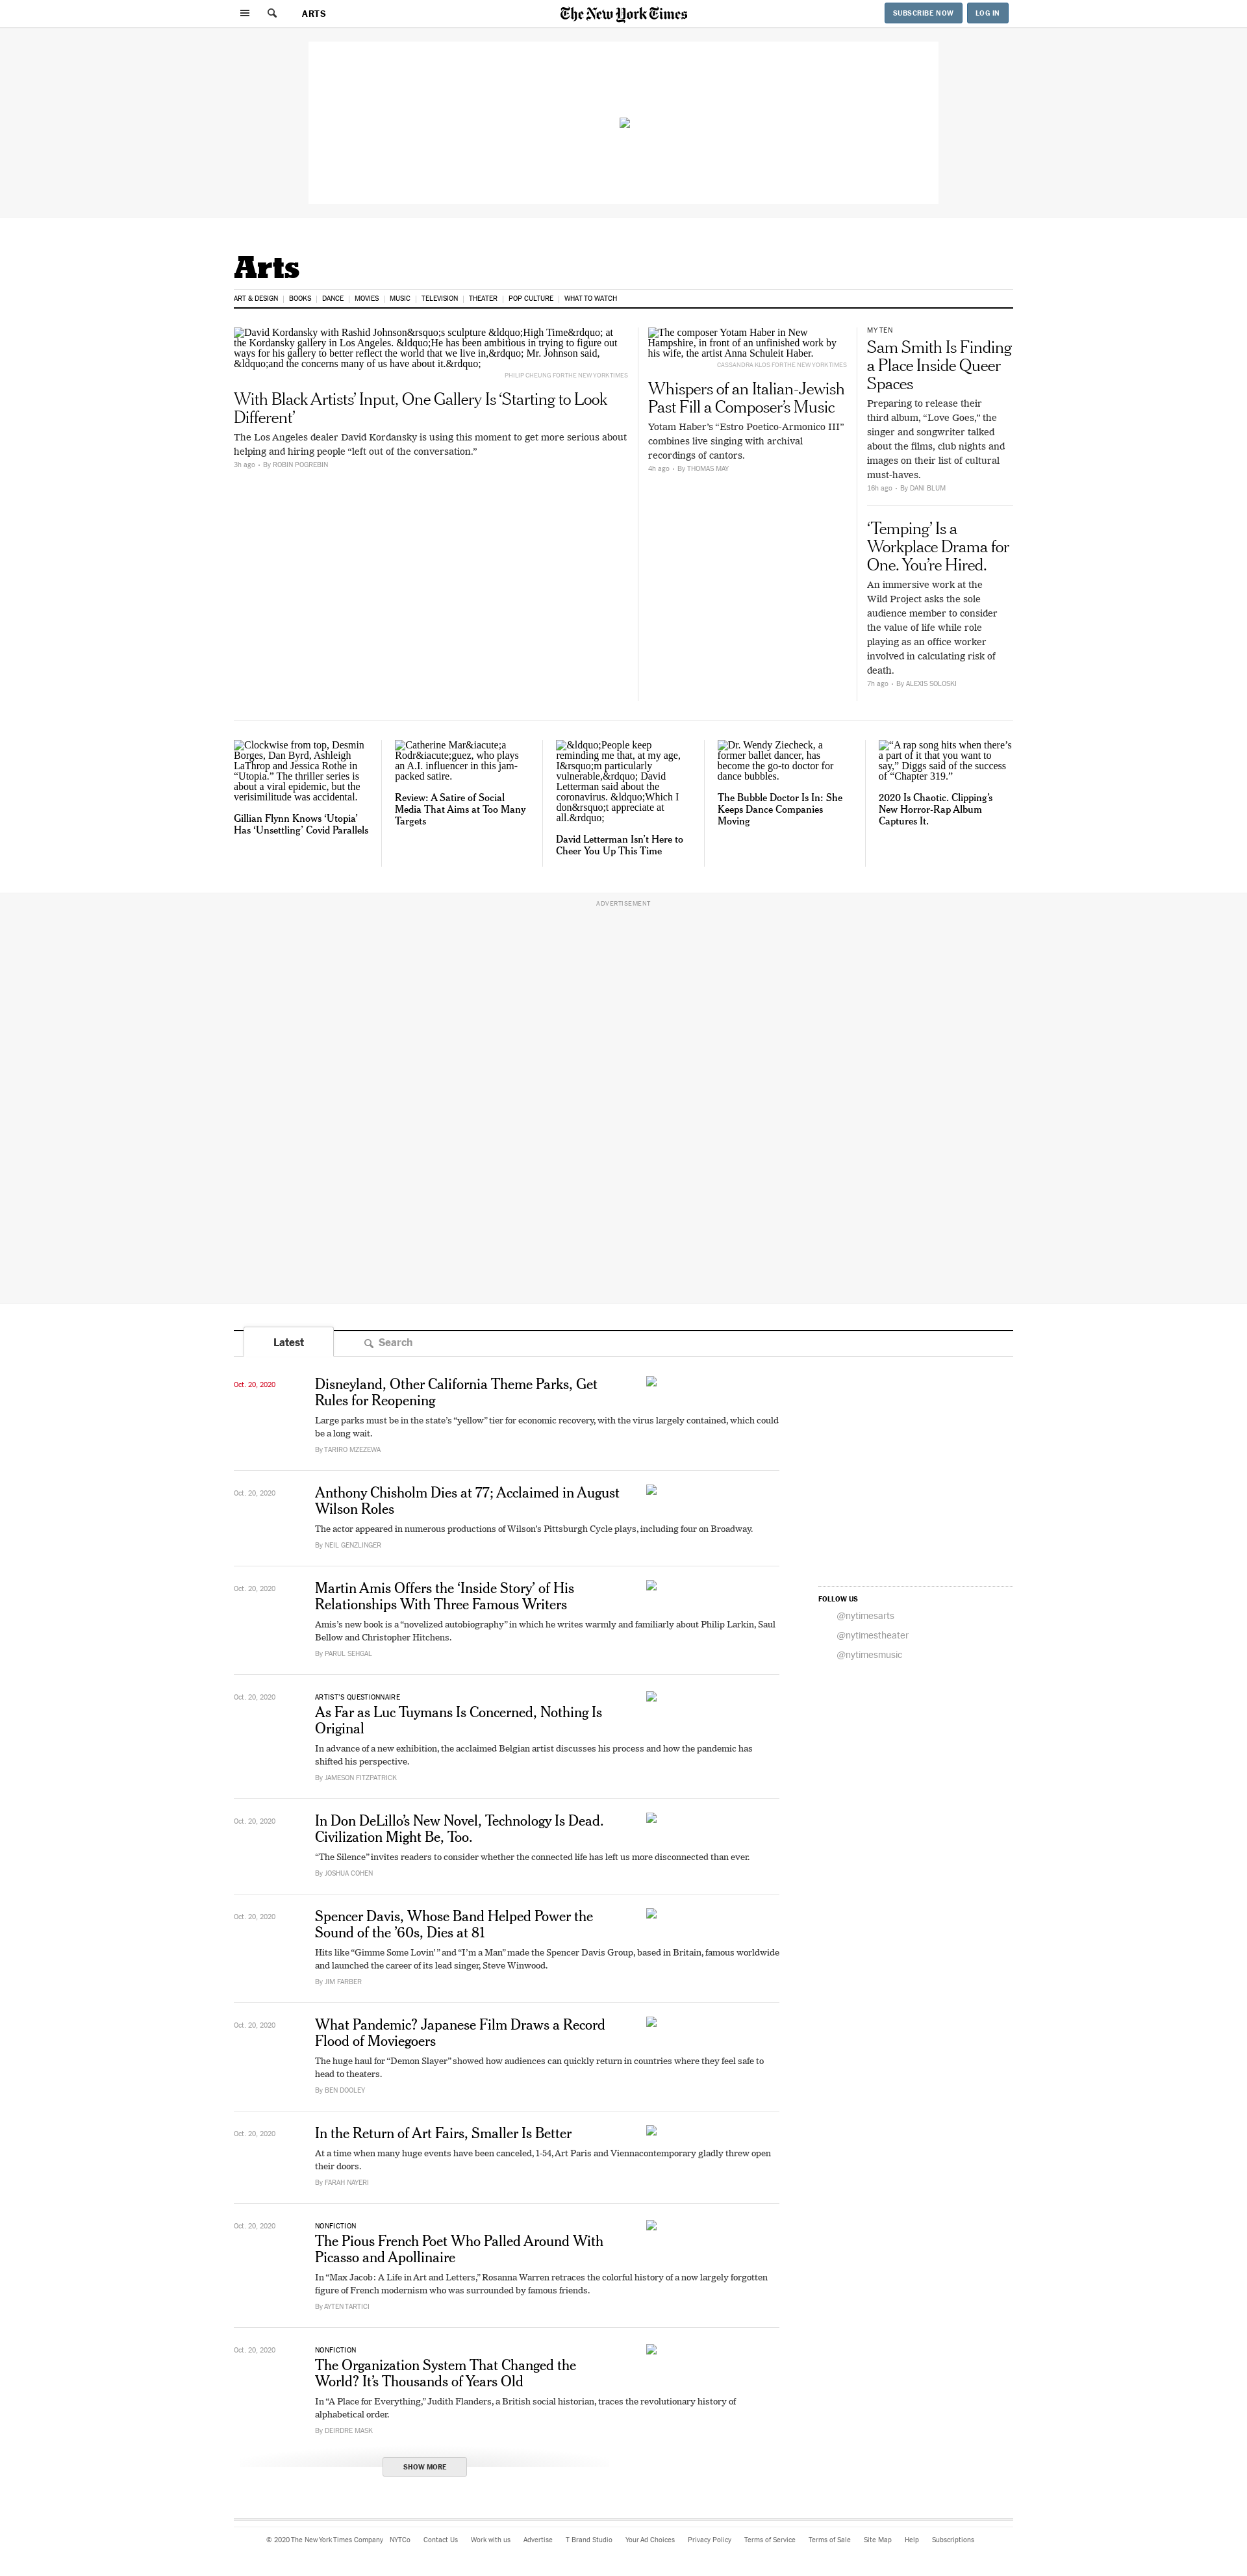 ARTS
The New York Times
SUBSCRIBE NOW
LOG IN
Arts
ART & DESIGN
BOOKS
DANCE
MOVIES
MUSIC
TELEVISION
THEATER
POP CULTURE
WHAT TO WATCH
David Kordansky with Rashid Johnson&rsquo;s sculpture &ldquo;High Time&rdquo; at
the Kordansky gallery in Los Angeles. &ldquo;He has been ambitious in trying to figure out
ways for his gallery to better reflect the world that we live in,&rdquo; Mr. Johnson said,
&ldquo;and the concerns many of us have about it.&rdquo;
PHILIP CHEUNG FOR THE NEW YORK TIMES
With Black Artists’ Input, One Gallery Is ‘Starting to Look
Different’
The Los Angeles dealer David Kordansky is using this moment to get more serious about
helping and hiring people “left out of the conversation.”
3h ago • By ROBIN POGREBIN
The composer Yotam Haber in New
Hampshire, in front of an unfinished work by
his wife, the artist Anna Schuleit Haber.
CASSANDRA KLOS FOR THE NEW YORK TIMES
Whispers of an Italian-Jewish
Past Fill a Composer’s Music
Yotam Haber’s “Estro Poetico-Armonico III”
combines live singing with archival
recordings of cantors.
4h ago • By THOMAS MAY
MY TEN
Sam Smith Is Finding
a Place Inside Queer
Spaces
Preparing to release their
third album, “Love Goes,” the
singer and songwriter talked
about the films, club nights and
images on their list of cultural
must-haves.
16h ago • By DANI BLUM
‘Temping’ Is a
Workplace Drama for
One. You’re Hired.
An immersive work at the
Wild Project asks the sole
audience member to consider
the value of life while role
playing as an office worker
involved in calculating risk of
death.
7h ago • By ALEXIS SOLOSKI
Clockwise from top, Desmin
Borges, Dan Byrd, Ashleigh
LaThrop and Jessica Rothe in
“Utopia.” The thriller series is
about a viral epidemic, but the
verisimilitude was accidental.
Gillian Flynn Knows ‘Utopia’
Has ‘Unsettling’ Covid Parallels
Catherine Mar&iacute;a
Rodr&iacute;guez, who plays
an A.I. influencer in this jam-
packed satire.
Review: A Satire of Social
Media That Aims at Too Many
Targets
&ldquo;People keep
reminding me that, at my age,
I&rsquo;m particularly
vulnerable,&rdquo; David
Letterman said about the
coronavirus. &ldquo;Which I
don&rsquo;t appreciate at
all.&rdquo;
David Letterman Isn’t Here to
Cheer You Up This Time
Dr. Wendy Ziecheck, a
former ballet dancer, has
become the go-to doctor for
dance bubbles.
The Bubble Doctor Is In: She
Keeps Dance Companies
Moving
“A rap song hits when there’s
a part of it that you want to
say,” Diggs said of the success
of “Chapter 319.”
2020 Is Chaotic. Clipping’s
New Horror-Rap Album
Captures It.
ADVERTISEMENT
Latest
Search
Oct. 20, 2020
Disneyland, Other California Theme Parks, Get
Rules for Reopening
Large parks must be in the state’s “yellow” tier for economic recovery, with the virus largely contained, which could
be a long wait.
By TARIRO MZEZEWA
Oct. 20, 2020
Anthony Chisholm Dies at 77; Acclaimed in August
Wilson Roles
The actor appeared in numerous productions of Wilson’s Pittsburgh Cycle plays, including four on Broadway.
By NEIL GENZLINGER
Oct. 20, 2020
Martin Amis Offers the ‘Inside Story’ of His
Relationships With Three Famous Writers
Amis’s new book is a “novelized autobiography” in which he writes warmly and familiarly about Philip Larkin, Saul
Bellow and Christopher Hitchens.
By PARUL SEHGAL
FOLLOW US
@nytimesarts
@nytimestheater
@nytimesmusic
Oct. 20, 2020
ARTIST’S QUESTIONNAIRE
As Far as Luc Tuymans Is Concerned, Nothing Is
Original
In advance of a new exhibition, the acclaimed Belgian artist discusses his process and how the pandemic has
shifted his perspective.
By JAMESON FITZPATRICK
Oct. 20, 2020
In Don DeLillo’s New Novel, Technology Is Dead.
Civilization Might Be, Too.
“The Silence” invites readers to consider whether the connected life has left us more disconnected than ever.
By JOSHUA COHEN
Oct. 20, 2020
Spencer Davis, Whose Band Helped Power the
Sound of the ’60s, Dies at 81
Hits like “Gimme Some Lovin’ ” and “I’m a Man” made the Spencer Davis Group, based in Britain, famous worldwide
and launched the career of its lead singer, Steve Winwood.
By JIM FARBER
Oct. 20, 2020
What Pandemic? Japanese Film Draws a Record
Flood of Moviegoers
The huge haul for “Demon Slayer” showed how audiences can quickly return in countries where they feel safe to
head to theaters.
By BEN DOOLEY
Oct. 20, 2020
In the Return of Art Fairs, Smaller Is Better
At a time when many huge events have been canceled, 1-54, Art Paris and Viennacontemporary gladly threw open
their doors.
By FARAH NAYERI
Oct. 20, 2020
NONFICTION
The Pious French Poet Who Palled Around With
Picasso and Apollinaire
In “Max Jacob: A Life in Art and Letters,” Rosanna Warren retraces the colorful history of a now largely forgotten
figure of French modernism who was surrounded by famous friends.
By AYTEN TARTICI
Oct. 20, 2020
NONFICTION
The Organization System That Changed the
World? It’s Thousands of Years Old
In “A Place for Everything,” Judith Flanders, a British social historian, traces the revolutionary history of
alphabetical order.
By DEIRDRE MASK
SHOW MORE
© 2020 The New York Times Company NYTCo Contact Us Work with us Advertise T Brand Studio Your Ad Choices Privacy Policy Terms of Service Terms of Sale Site Map Help Subscriptions